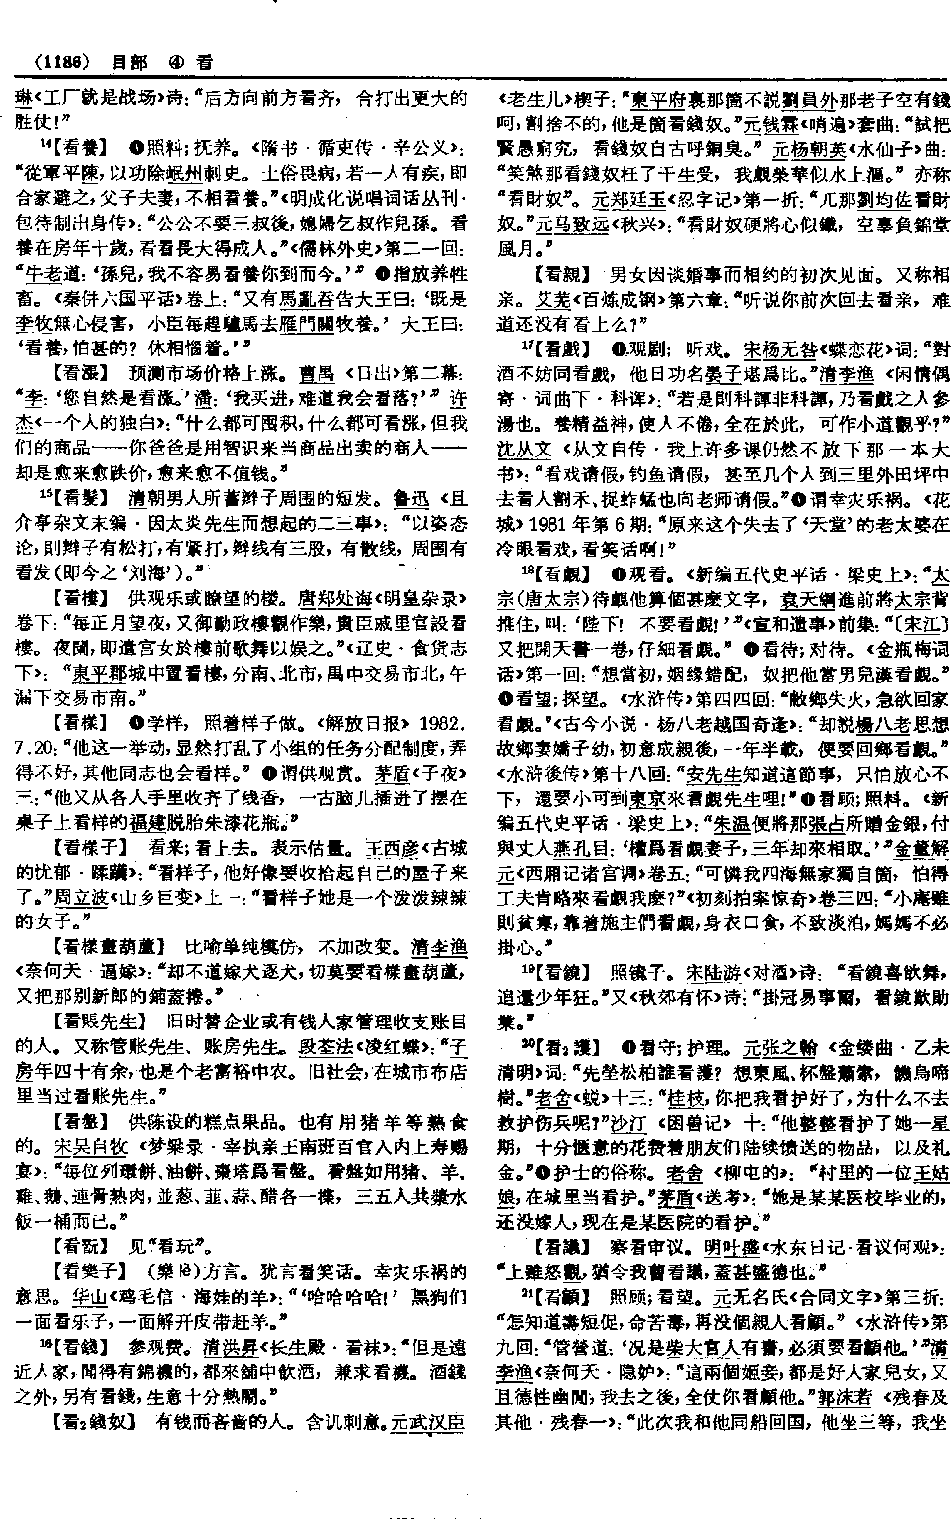 (1186) 目部 ④ 看
琳《工厂就是战场》诗：“后方向前方看齐，合打出更大的
胜仗！”
14【看養】 ❶照料；抚养。《隋书·循吏传·辛公义》：
“從軍平陳，以功除岷州刺史。土俗畏病，若一人有疾，即
合家避之，父子夫妻，不相看養。”《明成化说唱词话丛刊·
包待制出身传》：“公公不要三叔後，媳婦乞叔作兒孫。看
養在房年十歲，看看長大得成人。”《儒林外史》第二一回：
“牛老道：‘孫兒，我不容易看養你到而今。’” ❷指放养牲
畜。《秦併六国平话》卷上：“又有馬亂吾告大王曰：‘既是
李牧無心侵害，小臣每趕驢馬去雁門關牧養。’大王曰：
‘看養，怕甚的？休相惱着。’”
【看漲】 预测市场价格上涨。曹禺《日出》第二幕：
“李：‘您自然是看涨。’潘：‘我买进，难道我会看落？’”许
杰《一个人的独白》：“什么都可囤积，什么都可看涨，但我
们的商品——你爸爸是用智识来当商品出卖的商人——
却是愈来愈跌价，愈来愈不值钱。”
15【看髮】 清朝男人所蓄辫子周围的短发。鲁迅《且
介亭杂文末编·因太炎先生而想起的二三事》：“以姿态
论，则辫子有松打，有紧打，辫线有三股，有散线，周围有
看发（即今之‘刘海’）。”
【看樓】 供观乐或瞭望的楼。唐郑处海《明皇杂录》
卷下：“每正月望夜，又御勤政樓觀作樂，貴臣戚里官設看
樓。夜闌，即遣宮女於樓前歌舞以娱之。”《辽史·食货志
下》：“東平郡城中置看樓，分南、北市，禺中交易市北，午
漏下交易市南。”
【看樣】 ❶学样，照着样子做。《解放日报》1982.
7.20：“他这一举动，显然打乱了小组的任务分配制度，弄
得不好，其他同志也会看样。” ❷谓供观赏。茅盾《子夜》
三：“他又从各人手里收齐了线香，一古脑儿插进了摆在
桌子上看样的福建脱胎朱漆花瓶。”
【看樣子】 看来；看上去。表示估量。王西彦《古城
的忧郁·蹂躏》：“看样子，他好像要收拾起自己的屋子来
了。”周立波《山乡巨变》上一：“看样子她是一个泼泼辣辣
的女子。”
【看樣畫葫蘆】 比喻单纯模仿，不加改变。清李渔
《奈何天·逼嫁》：“却不道嫁犬逐犬，切莫要看樣畫葫蘆，
又把那別新郎的鋪蓋捲。”
【看賬先生】 旧时替企业或有钱人家管理收支账目
的人。又称管账先生、账房先生。段荃法《凌红蝶》：“子
房年四十有余，也是个老富裕中农。旧社会，在城市布店
里当过看账先生。”
【看盤】 供陈设的糕点果品。也有用猪羊等熟食
的。宋吴自牧《梦粱录·宰执亲王南班百官入内上寿赐
宴》：“每位列環餅、油餅、棗塔爲看盤。看盤如用猪、羊、
雞、鵝、連骨熟肉，並葱、韮、蒜、醋各一楪，三五人共漿水
飯一桶而已。”
【看翫】 见“看玩”。
【看樂子】 方言。犹言看笑话。幸灾乐祸的
意思。华山《鸡毛信·海娃的羊》：“‘哈哈哈哈！’黑狗们
一面看乐子，一面解开皮带赶羊。”
16【看錢】 参观费。清洪昇《长生殿·看袜》：“但是遠
近人家，聞得有錦襪的，都來舖中飲酒，兼求看襪。酒錢
之外，另有看錢，生意十分熱鬧。”
【看2錢奴】 有钱而吝啬的人。含讥刺意。元武汉臣
《老生儿》楔子：“東平府裏那箇不説劉員外那老子空有錢
呵，割捨不的，他是箇看錢奴。”元钱霖《哨遍》套曲：“試把
賢愚窮究，看錢奴自古呼銅臭。” 元杨朝英《水仙子》曲：
“笑煞那看錢奴枉了干生受，我覷榮華似水上漚。” 亦称
“看財奴”。元郑廷玉《忍字记》第一折：“兀那劉均佐看財
奴。”元马致远《秋兴》：“看財奴硬將心似鐵，空辜負錦堂
風月。”
【看親】 男女因谈婚事而相约的初次见面。又称相
亲。艾芜《百炼成钢》第六章：“听说你前次回去看亲，难
道还没有看上么？”
17【看戲】 ❶观剧；听戏。宋杨无咎《蝶恋花》词：“對
酒不妨同看戲，他日功名晏子堪爲比。”清李渔《闲情偶
寄·词曲下·科诨》：“若是則科諢非科諢，乃看戲之人參
湯也。養精益神，使人不倦，全在於此，可作小道觀乎？”
沈从文《从文自传·我上许多课仍然不放下那一本大
书》：“看戏请假，钓鱼请假，甚至几个人到三里外田坪中
去看人割禾、捉蚱蜢也向老师请假。”❷谓幸灾乐祸。《花
城》1981年第6期：“原来这个失去了‘天堂’的老太婆在
冷眼看戏，看笑话啊！”
18【看覷】 ❶观看。《新编五代史平话·梁史上》：“太
宗（唐太宗）待覷他算個甚麽文字，袁天綱進前將太宗背
推住，叫：‘陛下！不要看覷！’”《宣和遗事》前集：“〔宋江〕
又把開天書一卷，仔細看覷。” ❷看待；对待。《金瓶梅词
话》第一回：“想當初，姻缘錯配，奴把他當男兒漢看覷。”
❸看望；探望。《水浒传》第四四回：“敝鄉失火，急欲回家
看覷。”《古今小说·杨八老越国奇逢》：“却説楊八老思想
故鄉妻嬌子幼，初意成親後，一年半載，便要回鄉看覷。”
《水浒後传》第十八回：“安先生知道這節事，只怕放心不
下，還要小可到東京來看覷先生哩！”❹看顾；照料。《新
编五代史平话·梁史上》：“朱温便將那張占所贈金銀，付
與丈人燕孔目：‘權爲看覷妻子，三年却來相取。’”金董解
元《西厢记诸宫调》卷五：“可憐我四海無家獨自箇，怕得
工夫肯略來看覷我麽？”《初刻拍案惊奇》卷三四：“小庵雖
則貧寒，靠着施主們看覷，身衣口食，不致淡泊，媽媽不必
掛心。”
19【看鏡】 照镜子。宋陆游《对酒》诗：“看鏡喜歡舞，
追還少年狂。”又《秋郊有怀》诗：“掛冠易事爾，看鏡歎勛
業。”
20【看2護】 ❶看守；护理。元张之翰《金缕曲·乙未
清明》词：“先塋松柏誰看護？想東風、杯盤蕭索，饑烏啼
樹。”老舍《蜕》十三：“桂枝，你把我看护好了，为什么不去
救护伤兵呢？”沙汀《困兽记》十：“他整整看护了她一星
期，十分惬意的花费着朋友们陆续馈送的物品，以及礼
金。”❷护士的俗称。老舍《柳屯的》：“村里的一位王姑
娘，在城里当看护。”茅盾《送考》：“她是某某医校毕业的，
还没嫁人，现在是某医院的看护。”
【看議】 察看审议。明叶盛《水东日记·看议何观》：
“上雖怒觀，猶令我曹看議，蓋甚盛德也。”
21【看顧】 照顾；看望。元无名氏《合同文字》第三折：
“怎知道壽短促，命苦毒，再没個親人看顧。”《水浒传》第
九回：“管營道：‘况是柴大官人有書，必須要看顧他。’”清
李渔《奈何天·隐妒》：“這兩個姬妾，都是好人家兒女，又
且德性幽閒，我去之後，全仗你看顧他。”郭沫若《残春及
其他·残春一》：“此次我和他同船回国，他坐三等，我坐